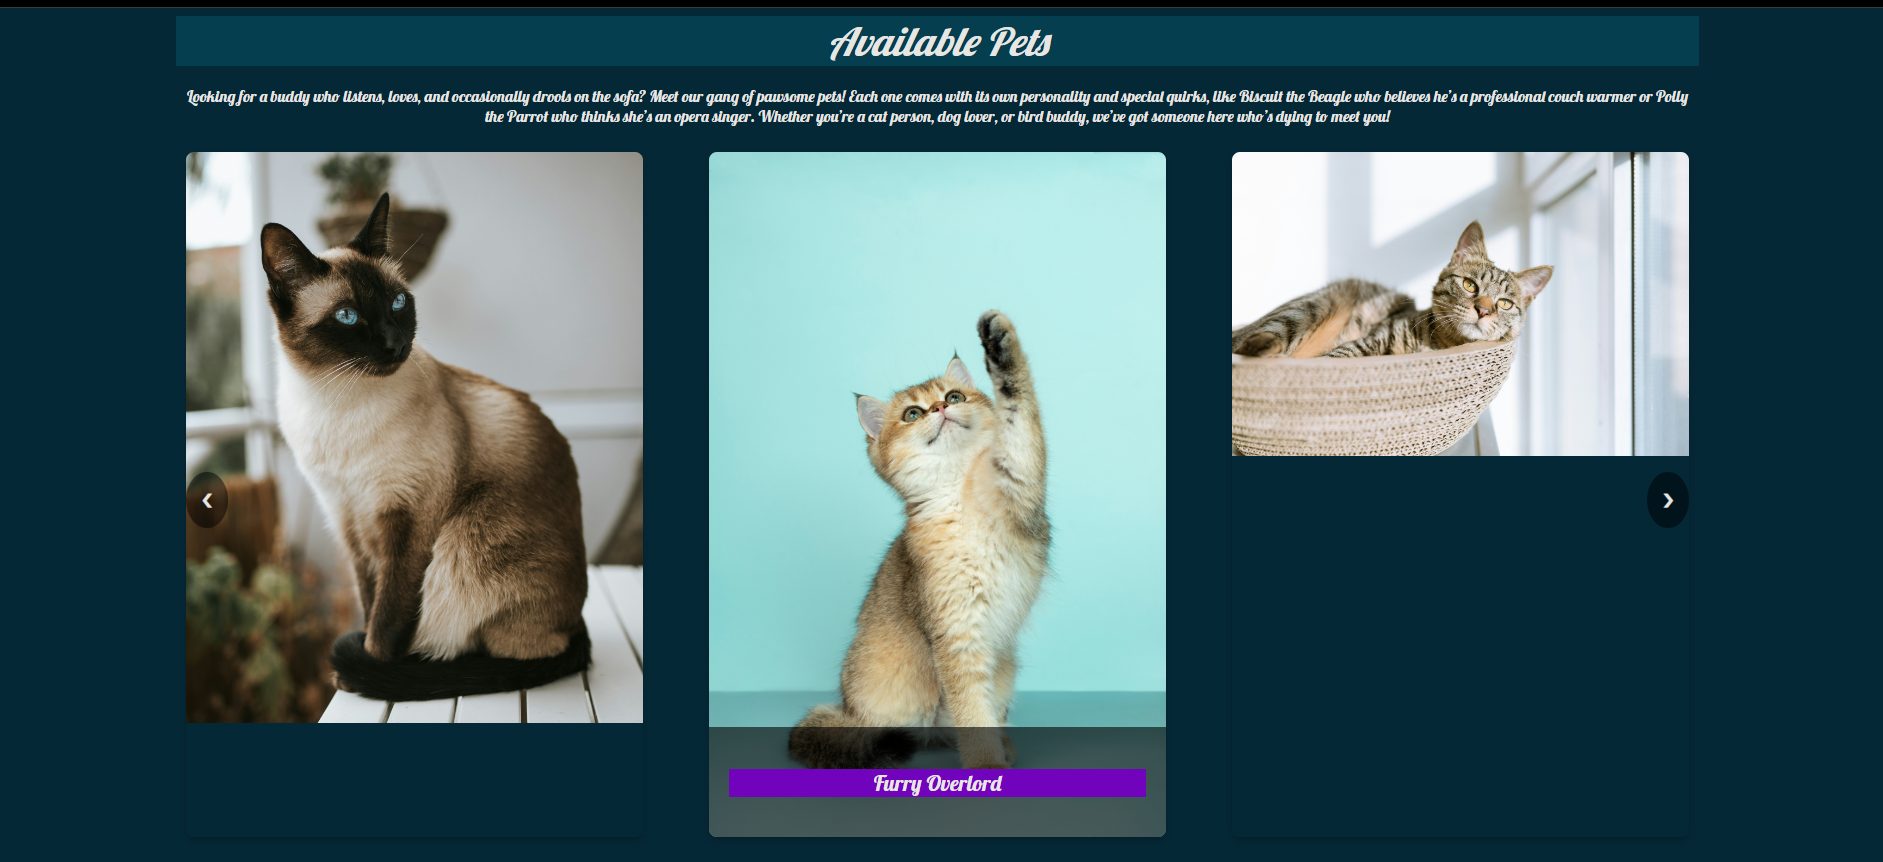 Available Pets
Looking for a buddy who listens, loves, and occasionally drools on the sofa? Meet our gang of pawsome pets! Each one comes with its own personality and special quirks, like Biscuit the Beagle who believes he's a professional couch warmer or Polly
the Parrot who thinks she's an opera singer. Whether you're a cat person, dog lover, or bird buddy, we've got someone here who's dying to meet you!
❮
❯
Furry Overlord